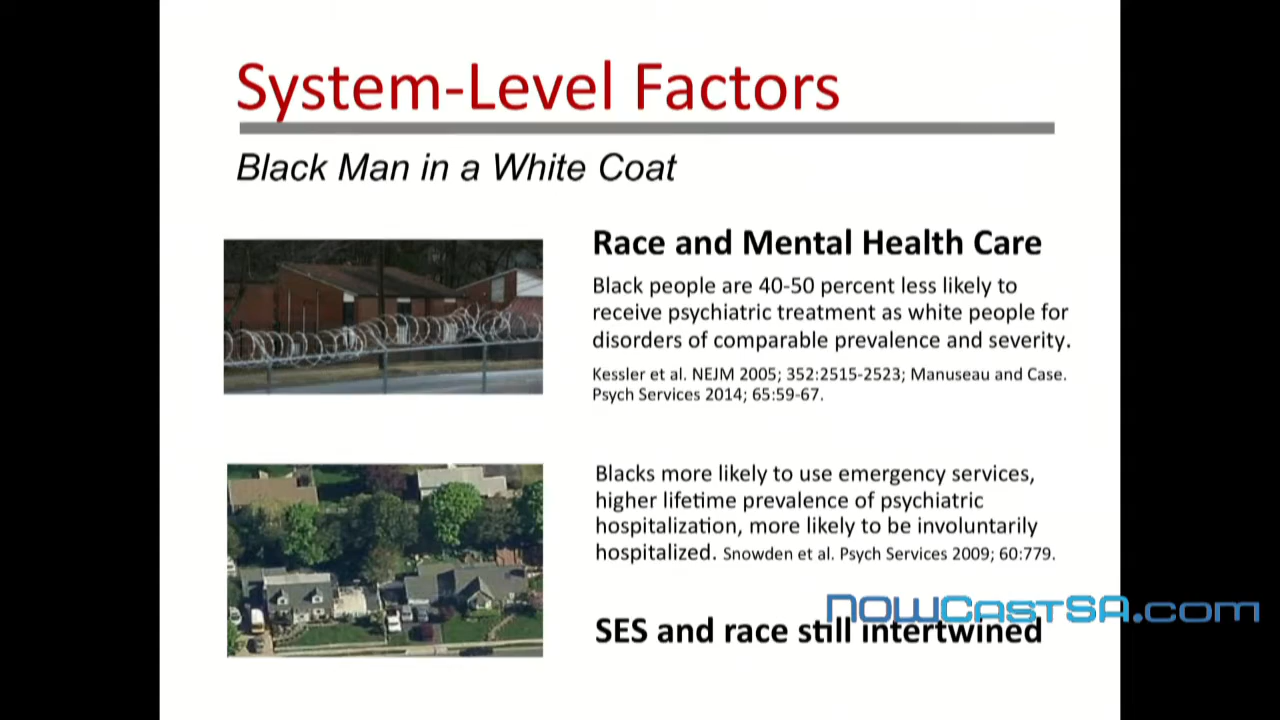 System-Level Factors
Black Man in a White Coat
Race and Mental Health Care
Black people are 40-50 percent less likely to
receive psychiatric treatment as white people for
disorders of comparable prevalence and severity.
Kessler et al. NEJM 2005; 352:2515-2523; Manuseau and Case.
Psych Services 2014; 65:59-67.
Blacks more likely to use emergency services,
higher lifetime prevalence of psychiatric
hospitalization, more likely to be involuntarily
hospitalized. Snowden et al. Psych Services 2009; 60:779.
NOWCastSA.com
SES and race still intertwined